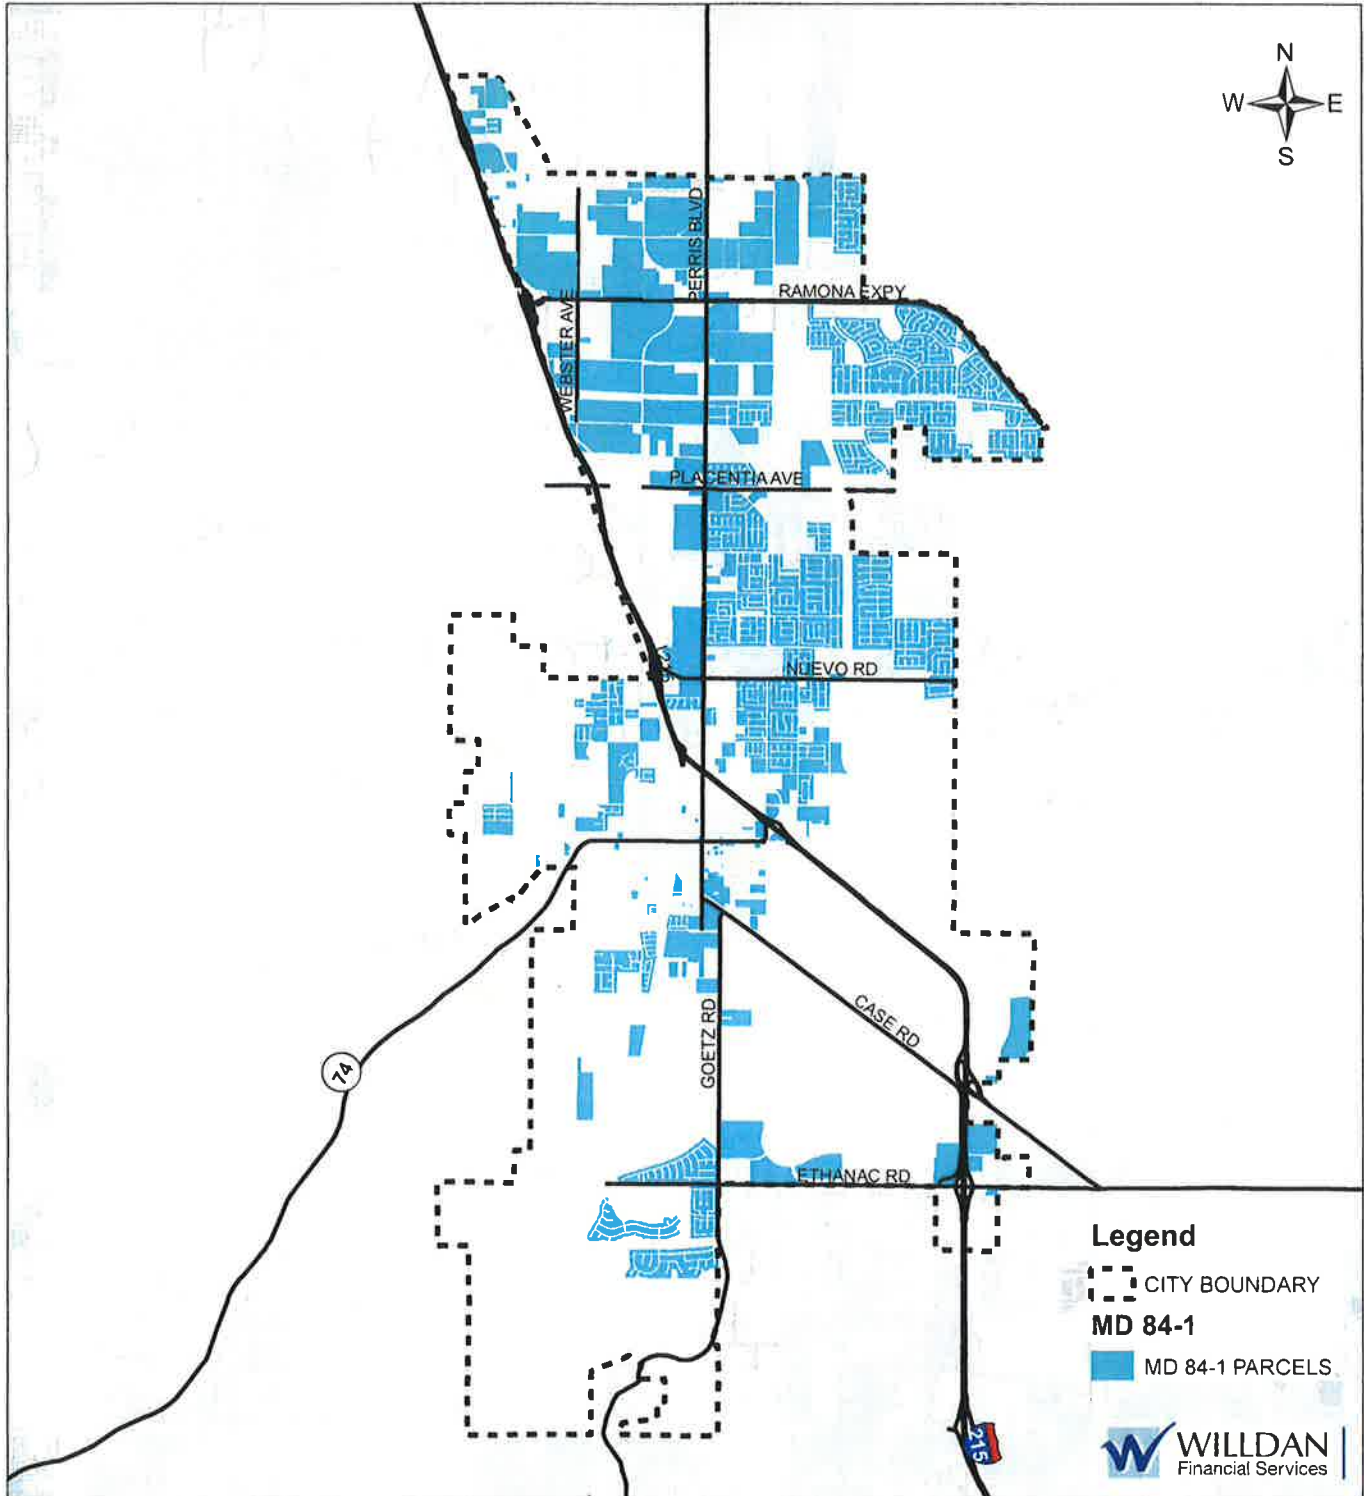 N
W E
S
PERRIS BLVD
RAMONA EXPY
WEBSTER AVE
PLACENTIA AVE
NUEVO RD
CASE RD
GOETZ RD
74
ETHANAC RD
Legend
CITY BOUNDARY
MD 84-1
MD 84-1 PARCELS
215
WILLDAN
Financial Services